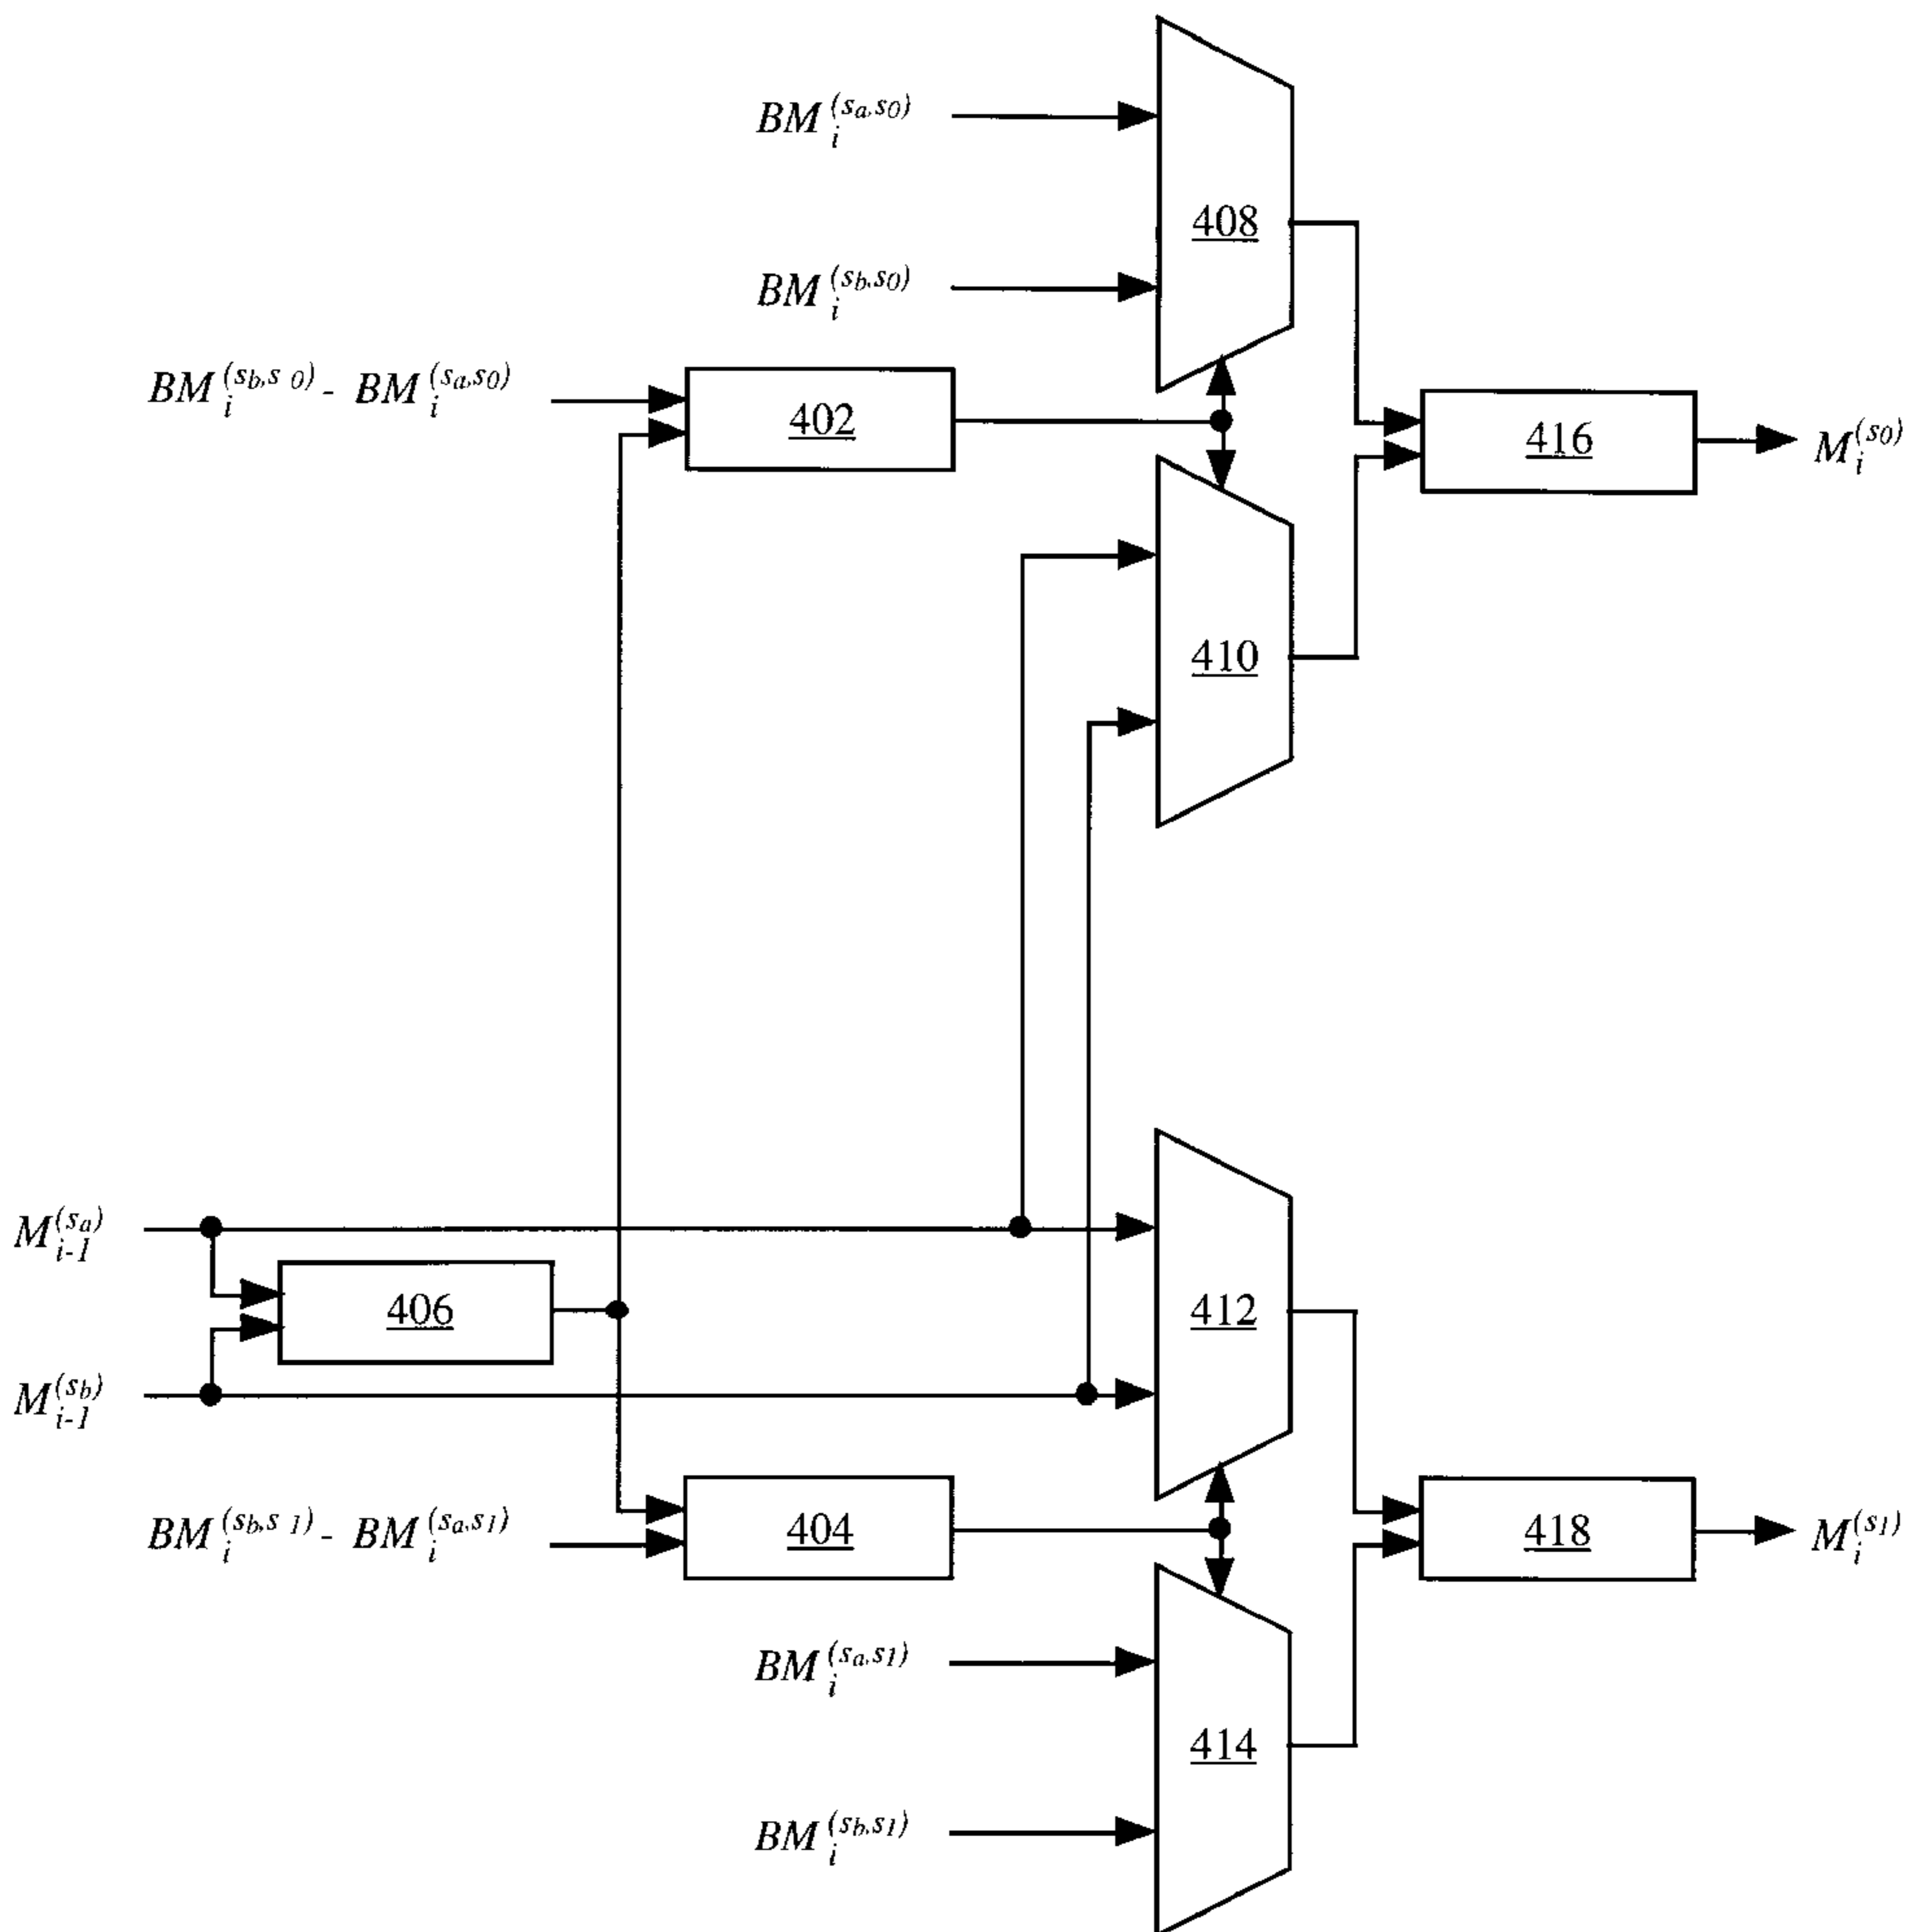 BM_i^{(s_a,s_0)}
408
BM_i^{(s_b,s_0)}
BM_i^{(s_b,s_0)} - BM_i^{(s_a,s_0)}
402
416
M_i^{(s_0)}
410
M_{i-1}^{(s_a)}
406
412
M_{i-1}^{(s_b)}
BM_i^{(s_b,s_1)} - BM_i^{(s_a,s_1)}
404
418
M_i^{(s_1)}
BM_i^{(s_a,s_1)}
414
BM_i^{(s_b,s_1)}